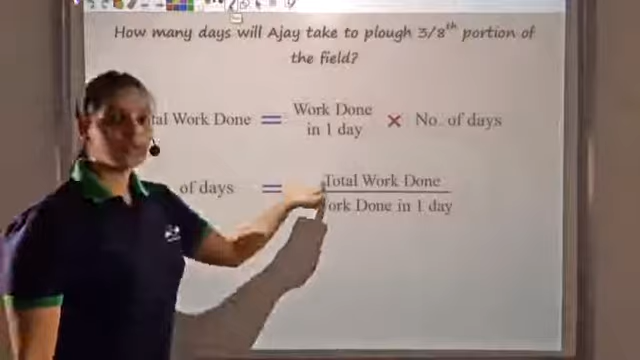 How many days will Ajay take to plough 3/8th portion of
the field?
Work Done in 1 day
tal Work Done = × No. of days
of days = Total Work Done
ork Done in 1 day